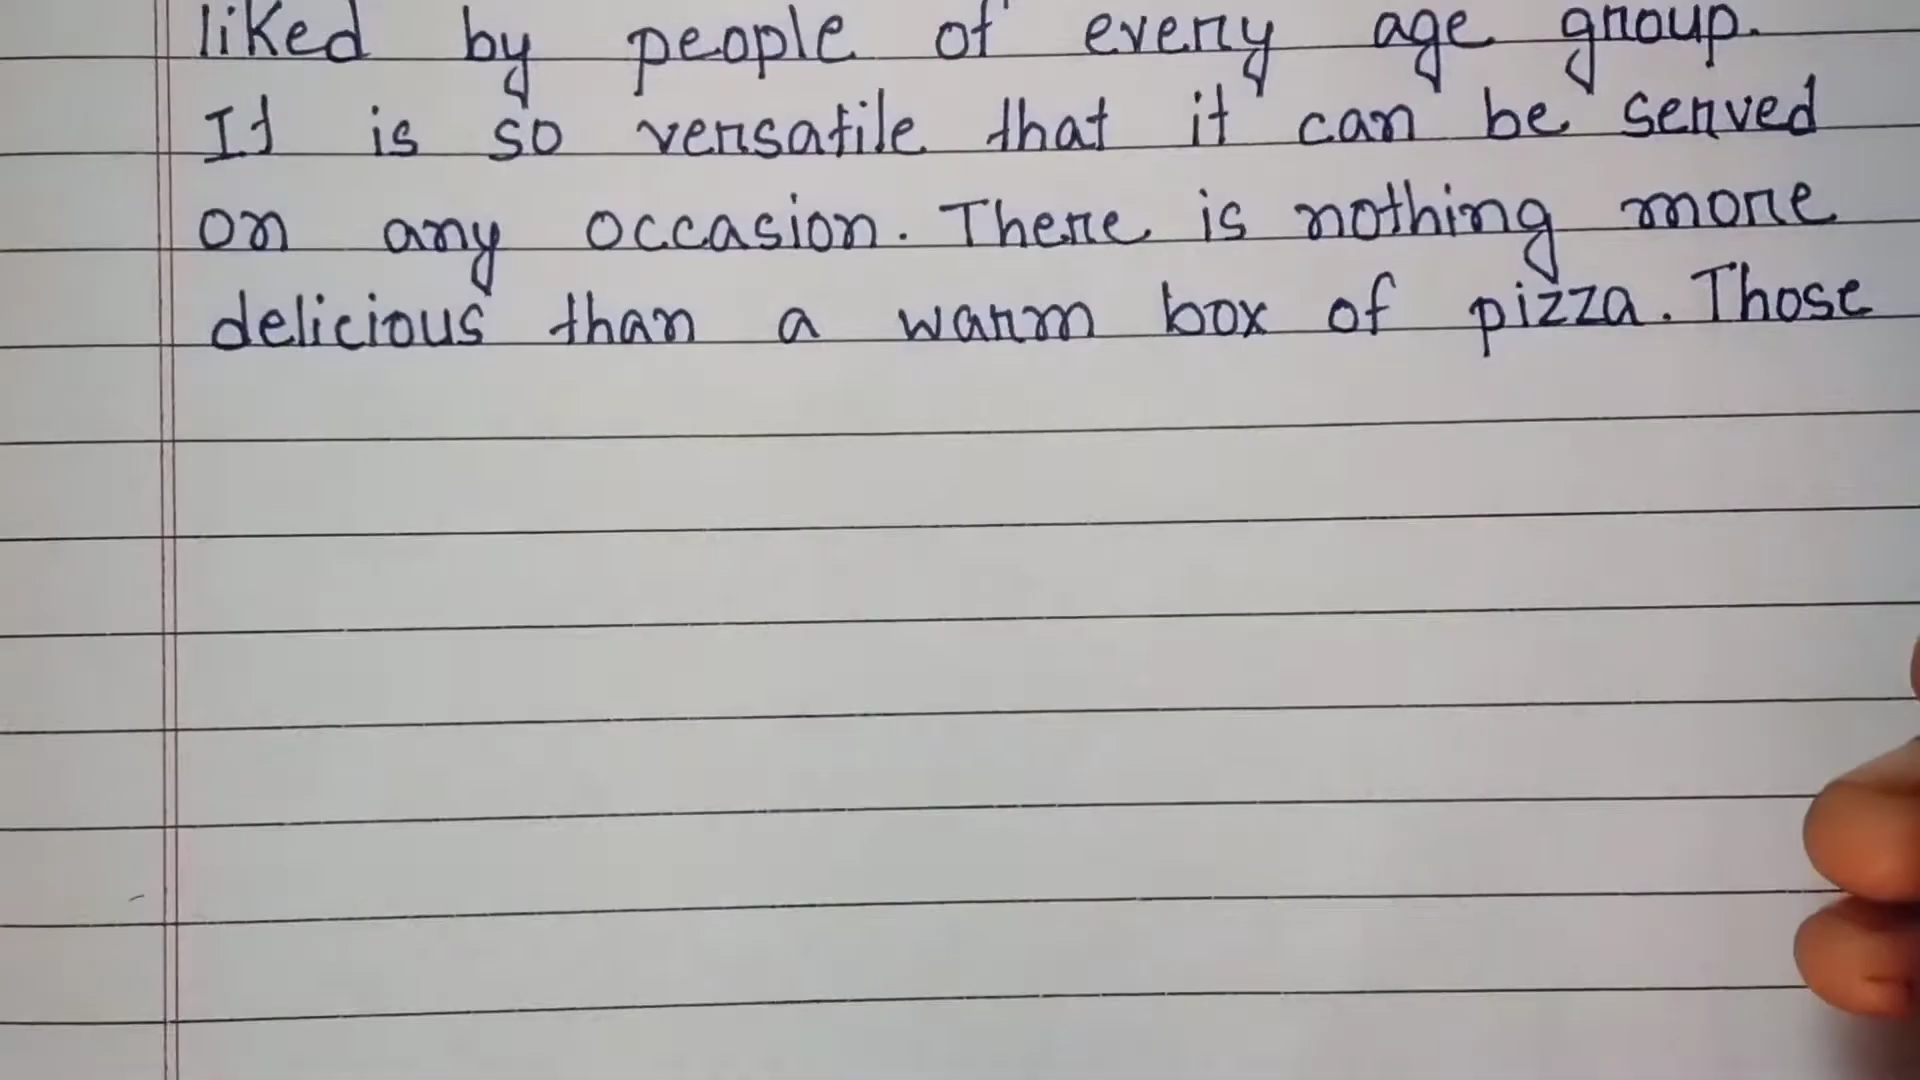 liked by people of every age group.
It is so versatile that it can be served
on any occasion. There is nothing more
delicious than a warm box of pizza. Those